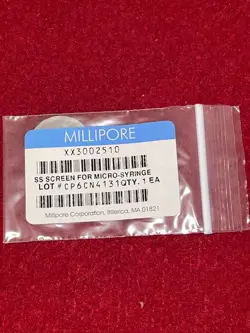 MILLIPORE
XX3002510
SS SCREEN FOR MICRO-SYRINGE
LOT #CP6CN4131QTY. 1 EA
Millipore Corporation, Billerica, MA 01821